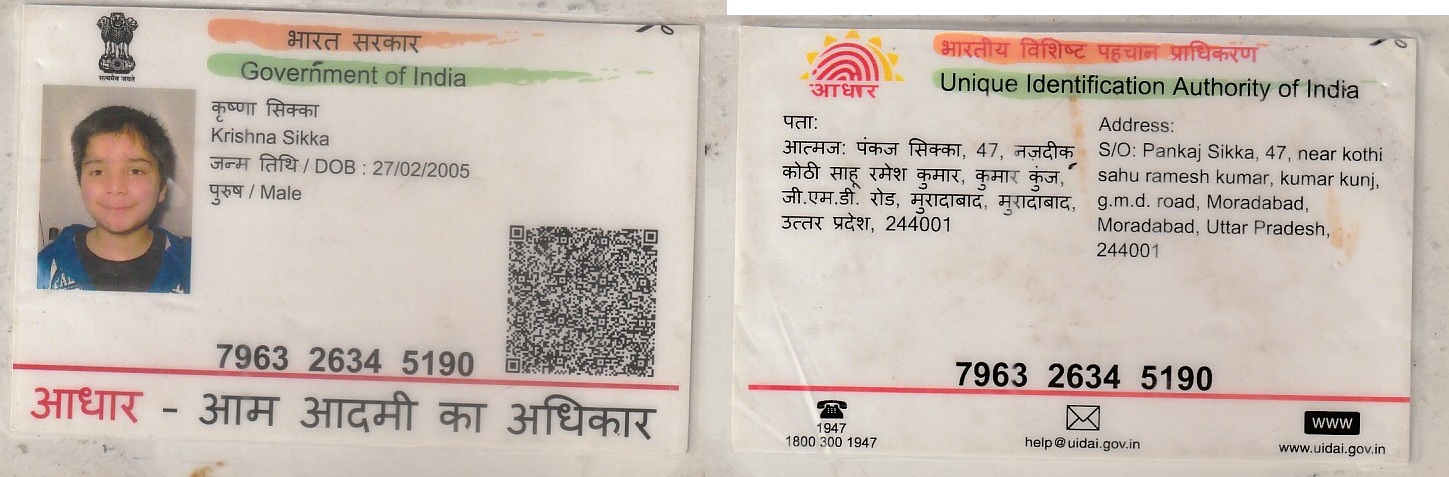 सत्यमेव जयते
भारत सरकार
Government of India
कृष्णा सिक्का
Krishna Sikka
जन्म तिथि / DOB : 27/02/2005
पुरुष / Male
7963 2634 5190
आधार - आम आदमी का अधिकार
आधार
भारतीय विशिष्ट पहचान प्राधिकरण
Unique Identification Authority of India
पता:
आत्मज: पंकज सिक्का, 47, नज़दीक
कोठी साहू रमेश कुमार, कुमार कुंज,
जी.एम.डी. रोड, मुरादाबाद, मुरादाबाद,
उत्तर प्रदेश, 244001
Address:
S/O: Pankaj Sikka, 47, near kothi
sahu ramesh kumar, kumar kunj,
g.m.d. road, Moradabad,
Moradabad, Uttar Pradesh,
244001
7963 2634 5190
1947
1800 300 1947
help@uidai.gov.in
www
www.uidai.gov.in